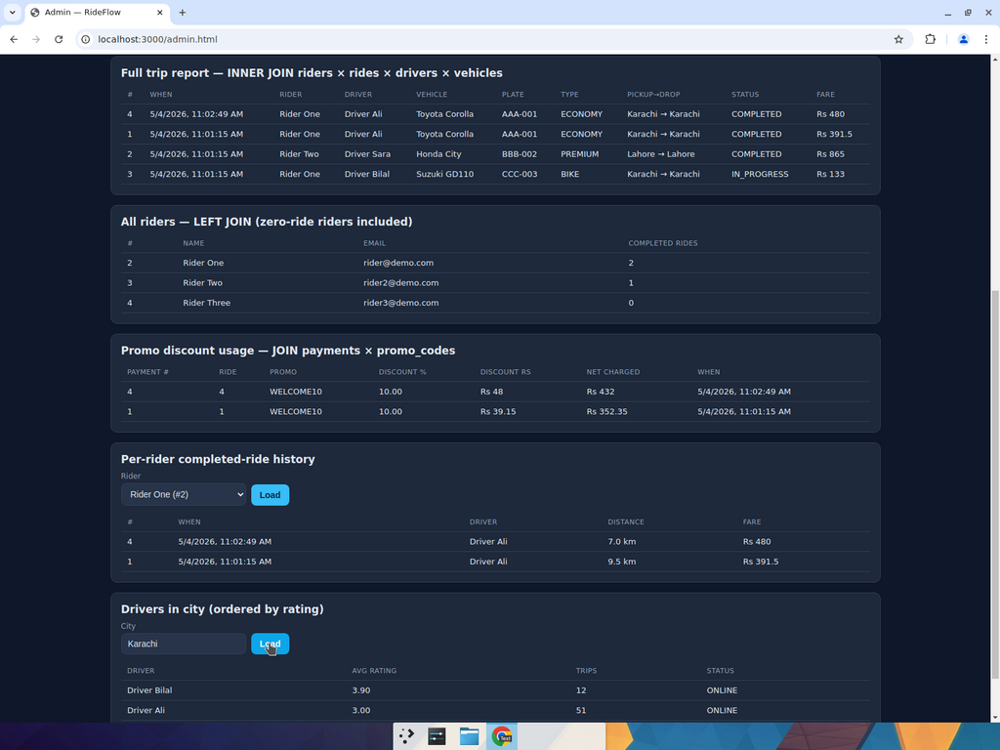 Admin — RideFlow
localhost:3000/admin.html
Full trip report — INNER JOIN riders × rides × drivers × vehicles
# WHEN RIDER DRIVER VEHICLE PLATE TYPE PICKUP→DROP STATUS FARE
4 5/4/2026, 11:02:49 AM Rider One Driver Ali Toyota Corolla AAA-001 ECONOMY Karachi → Karachi COMPLETED Rs 480
1 5/4/2026, 11:01:15 AM Rider One Driver Ali Toyota Corolla AAA-001 ECONOMY Karachi → Karachi COMPLETED Rs 391.5
2 5/4/2026, 11:01:15 AM Rider Two Driver Sara Honda City BBB-002 PREMIUM Lahore → Lahore COMPLETED Rs 865
3 5/4/2026, 11:01:15 AM Rider One Driver Bilal Suzuki GD110 CCC-003 BIKE Karachi → Karachi IN_PROGRESS Rs 133
All riders — LEFT JOIN (zero-ride riders included)
# NAME EMAIL COMPLETED RIDES
2 Rider One rider@demo.com 2
3 Rider Two rider2@demo.com 1
4 Rider Three rider3@demo.com 0
Promo discount usage — JOIN payments × promo_codes
PAYMENT # RIDE PROMO DISCOUNT % DISCOUNT RS NET CHARGED WHEN
4 4 WELCOME10 10.00 Rs 48 Rs 432 5/4/2026, 11:02:49 AM
1 1 WELCOME10 10.00 Rs 39.15 Rs 352.35 5/4/2026, 11:01:15 AM
Per-rider completed-ride history
Rider
Rider One (#2) Load
# WHEN DRIVER DISTANCE FARE
4 5/4/2026, 11:02:49 AM Driver Ali 7.0 km Rs 480
1 5/4/2026, 11:01:15 AM Driver Ali 9.5 km Rs 391.5
Drivers in city (ordered by rating)
City
Karachi Load
DRIVER AVG RATING TRIPS STATUS
Driver Bilal 3.90 12 ONLINE
Driver Ali 3.00 51 ONLINE
Test